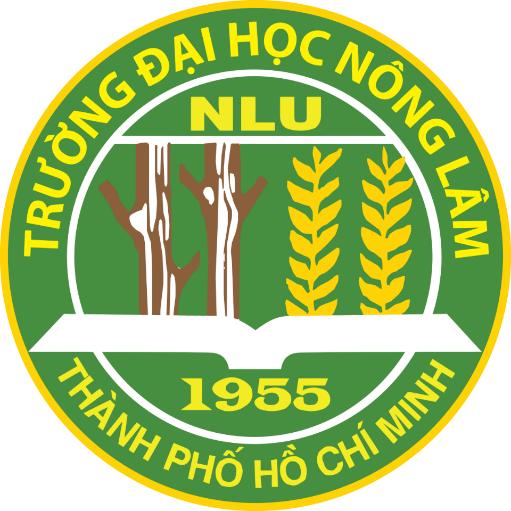 TRƯỜNG ĐẠI HỌC NÔNG LÂM
NLU
1955
THÀNH PHỐ HỒ CHÍ MINH